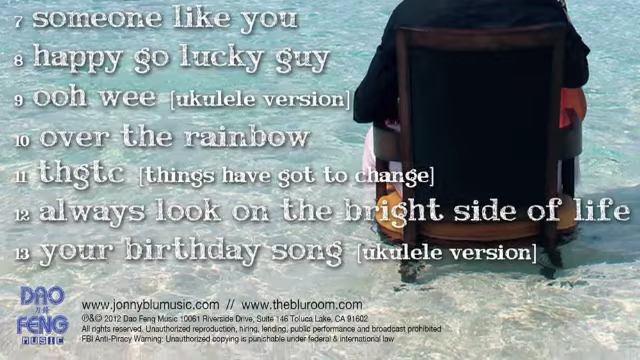 7 someone like you
8 happy go lucky guy
9 ooh wee [ukulele version]
10 over the rainbow
11 thgtc [things have got to change]
12 always look on the bright side of life
13 your birthday song [ukulele version]
DAO
FENG
MUSIC
www.jonnyblumusic.com // www.thebluroom.com
℗&© 2012 Dao Feng Music 10061 Riverside Drive, Suite 146 Toluca Lake, CA 91602
All rights reserved. Unauthorized reproduction, hiring, lending, public performance and broadcast prohibited
FBI Anti-Piracy Warning: Unauthorized copying is punishable under federal & international law